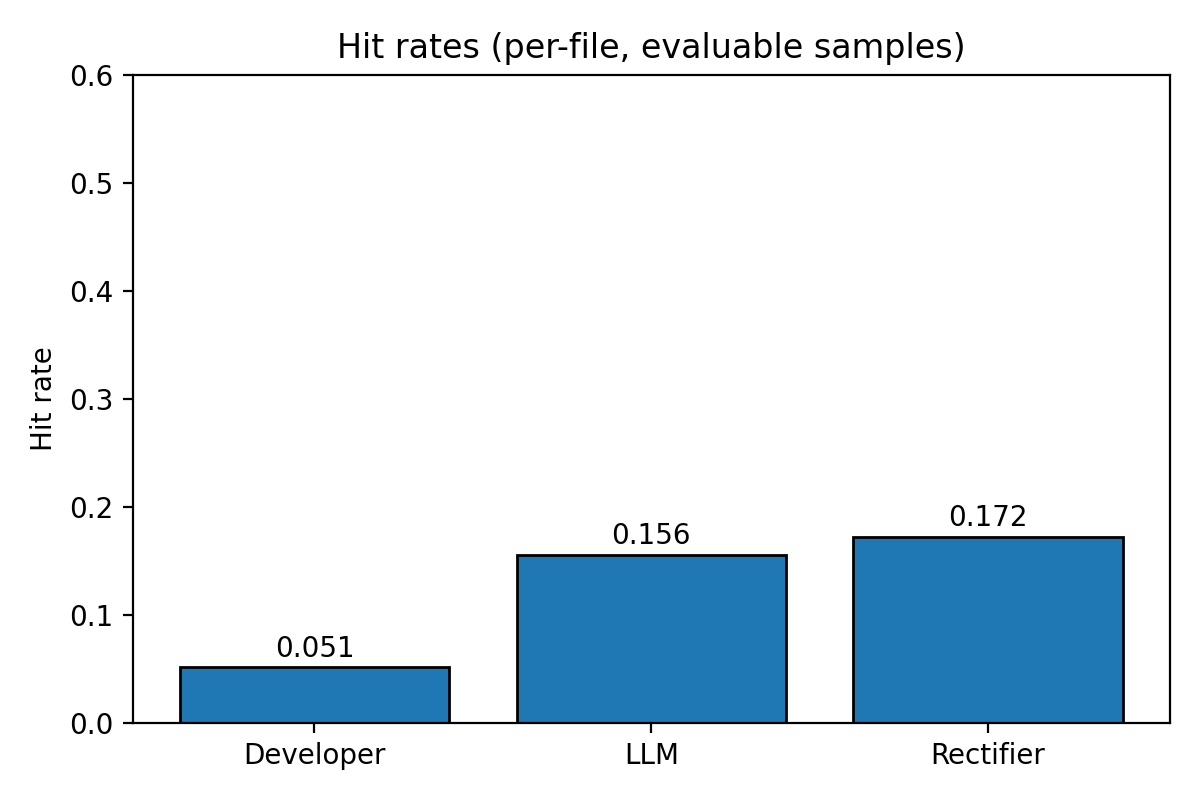 Hit rates (per-file, evaluable samples)
0.6
0.5
0.4
0.3
0.2
0.1
0.0
Hit rate
0.051
0.156
0.172
Developer
LLM
Rectifier